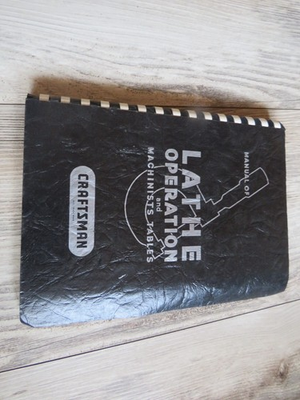 MANUAL OF
LATHE
OPERATION
and
MACHINISTS TABLES
CRAFTSMAN